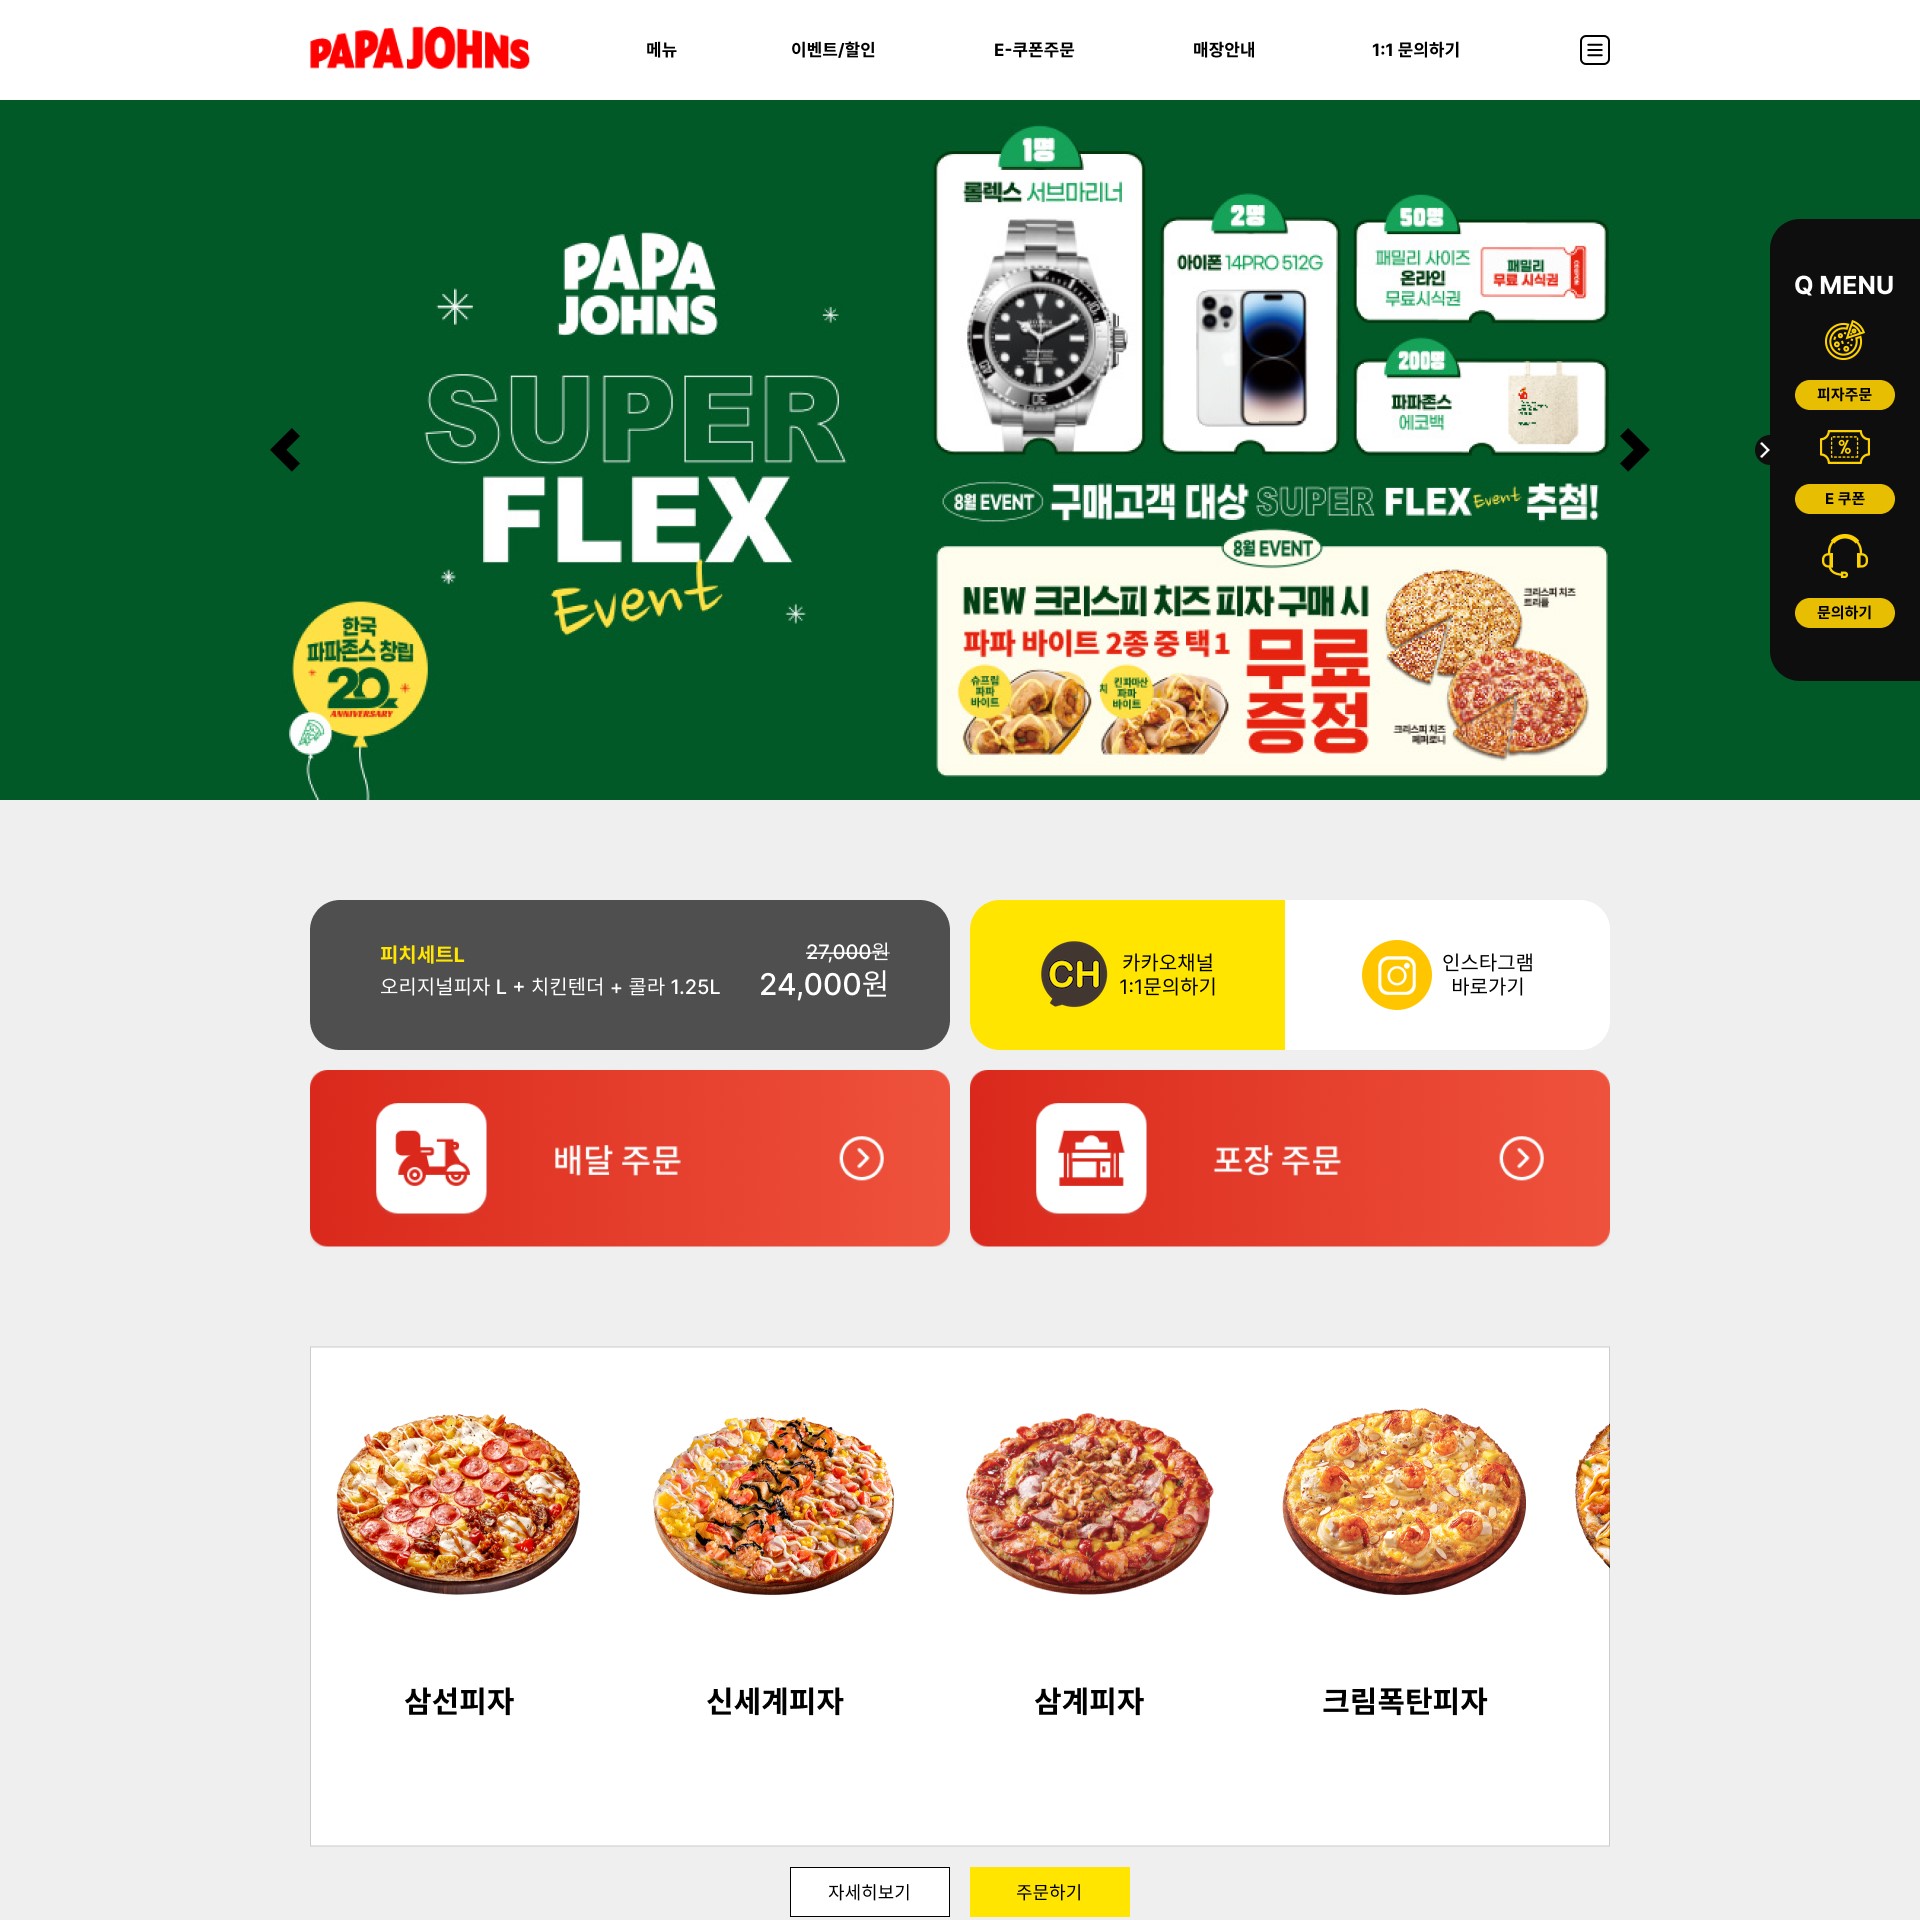 PAPA JOHNS
메뉴
이벤트/할인
E-쿠폰주문
매장안내
1:1 문의하기
PAPA
JOHNS
SUPER
FLEX
Event
한국
파파존스 창립
20
ANNIVERSARY
1명
롤렉스 서브마리너
2명
아이폰 14PRO 512G
50명
패밀리 사이즈
온라인
무료시식권
패밀리
무료 시식권
200명
파파존스
에코백
8월 EVENT 구매고객 대상 SUPER FLEX Event 추첨!
8월 EVENT
NEW 크리스피 치즈 피자 구매 시
파파 바이트 2종 중 택 1
무료
증정
슈프림
파파
바이트
치킨파마산
파파
바이트
크리스피 치즈
트리플
크리스피 치즈
페퍼로니
Q MENU
피자주문
%
E 쿠폰
문의하기
피치세트L
오리지널피자 L + 치킨텐더 + 콜라 1.25L
27,000원
24,000원
CH
카카오채널
1:1문의하기
인스타그램
바로가기
배달 주문
포장 주문
삼선피자
신세계피자
삼계피자
크림폭탄피자
자세히보기
주문하기